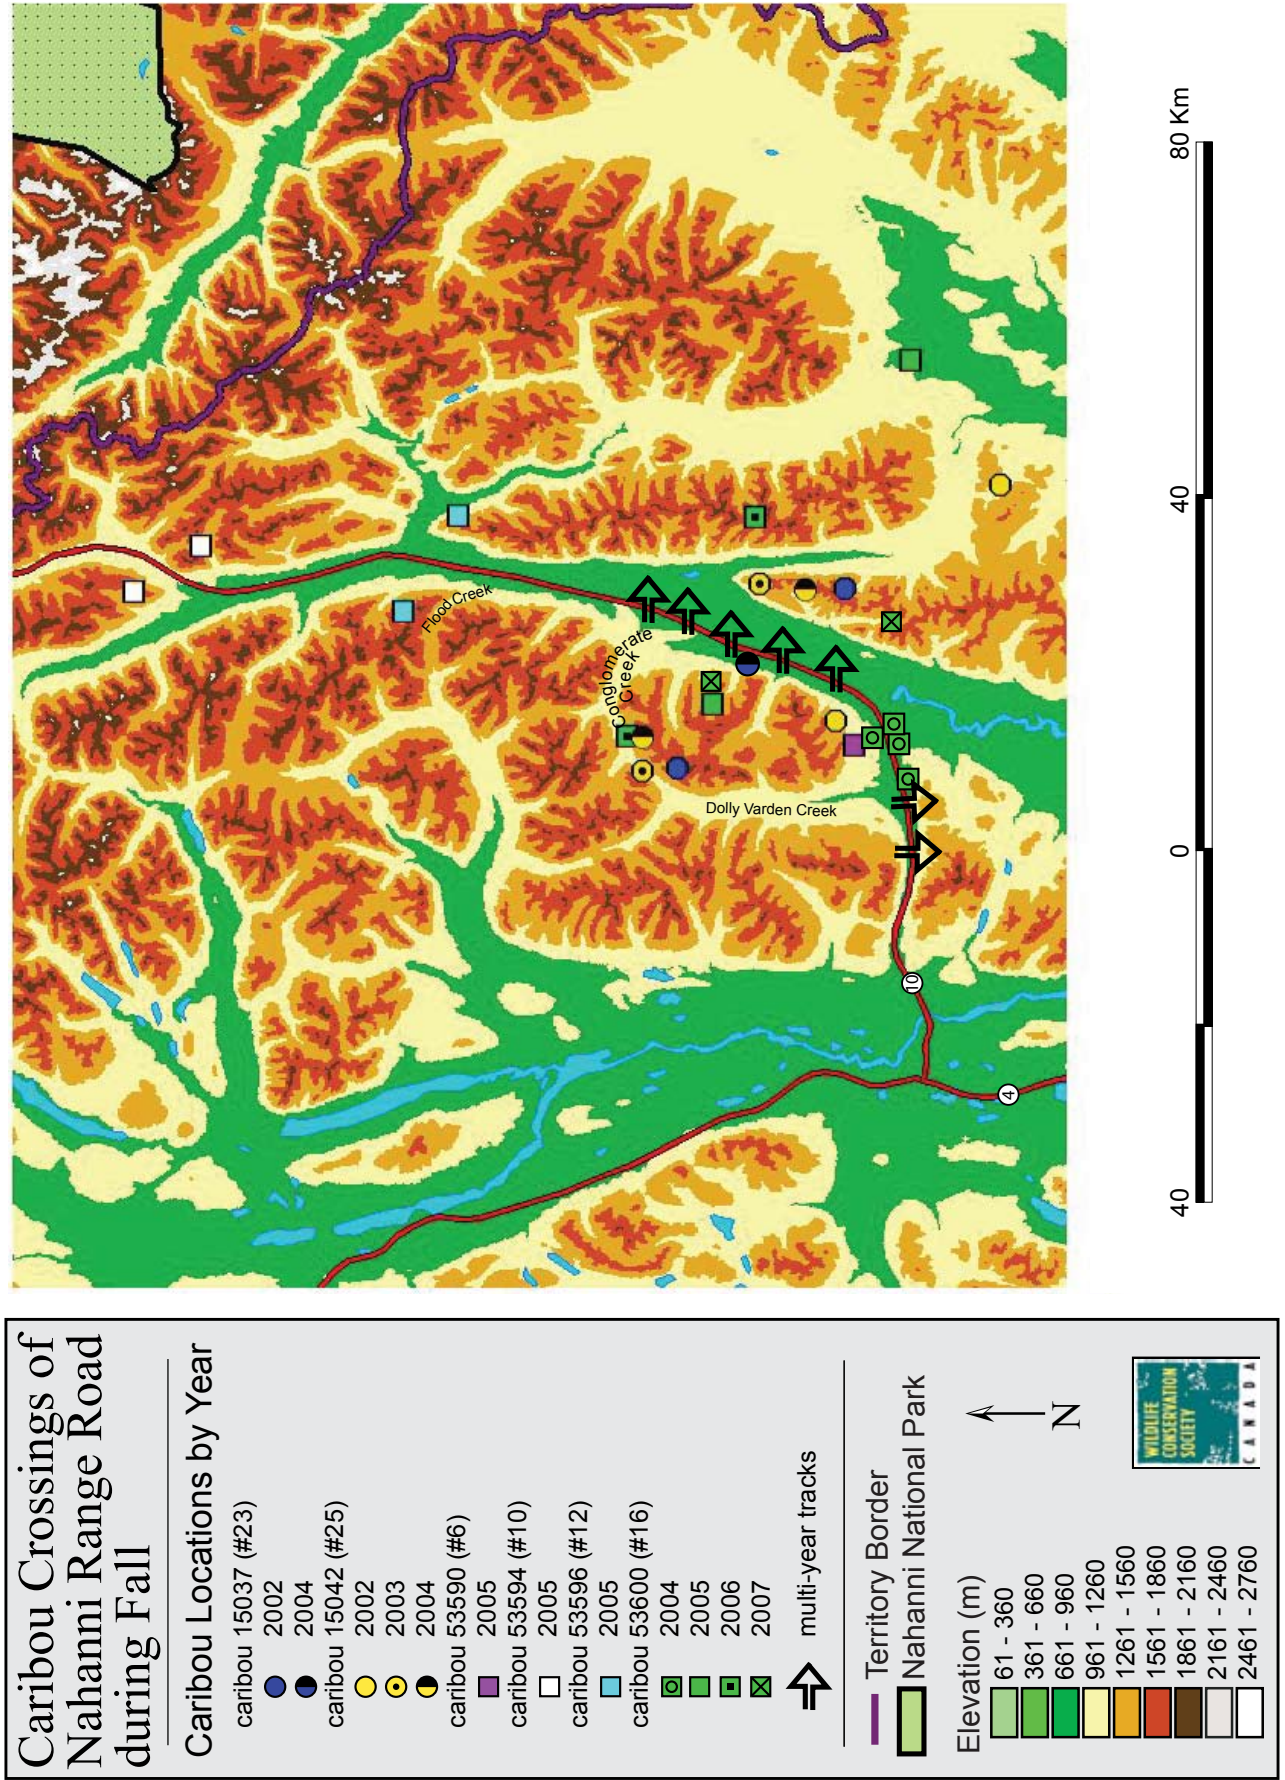 Caribou Crossings of
Nahanni Range Road
during Fall
Caribou Locations by Year
caribou 15037 (#23)
2002
2004
caribou 15042 (#25)
2002
2003
2004
caribou 53590 (#6)
2005
caribou 53594 (#10)
2005
caribou 53596 (#12)
2005
caribou 53600 (#16)
2004
2005
2006
2007
multi-year tracks
Territory Border
Nahanni National Park
Elevation (m)
61 - 360
361 - 660
661 - 960
961 - 1260
1261 - 1560
1561 - 1860
1861 - 2160
2161 - 2460
2461 - 2760
N
WILDLIFE
CONSERVATION
SOCIETY
CANADA
Flood Creek
Conglomerate
Creek
Dolly Varden Creek
10
4
40
0
40
80 Km